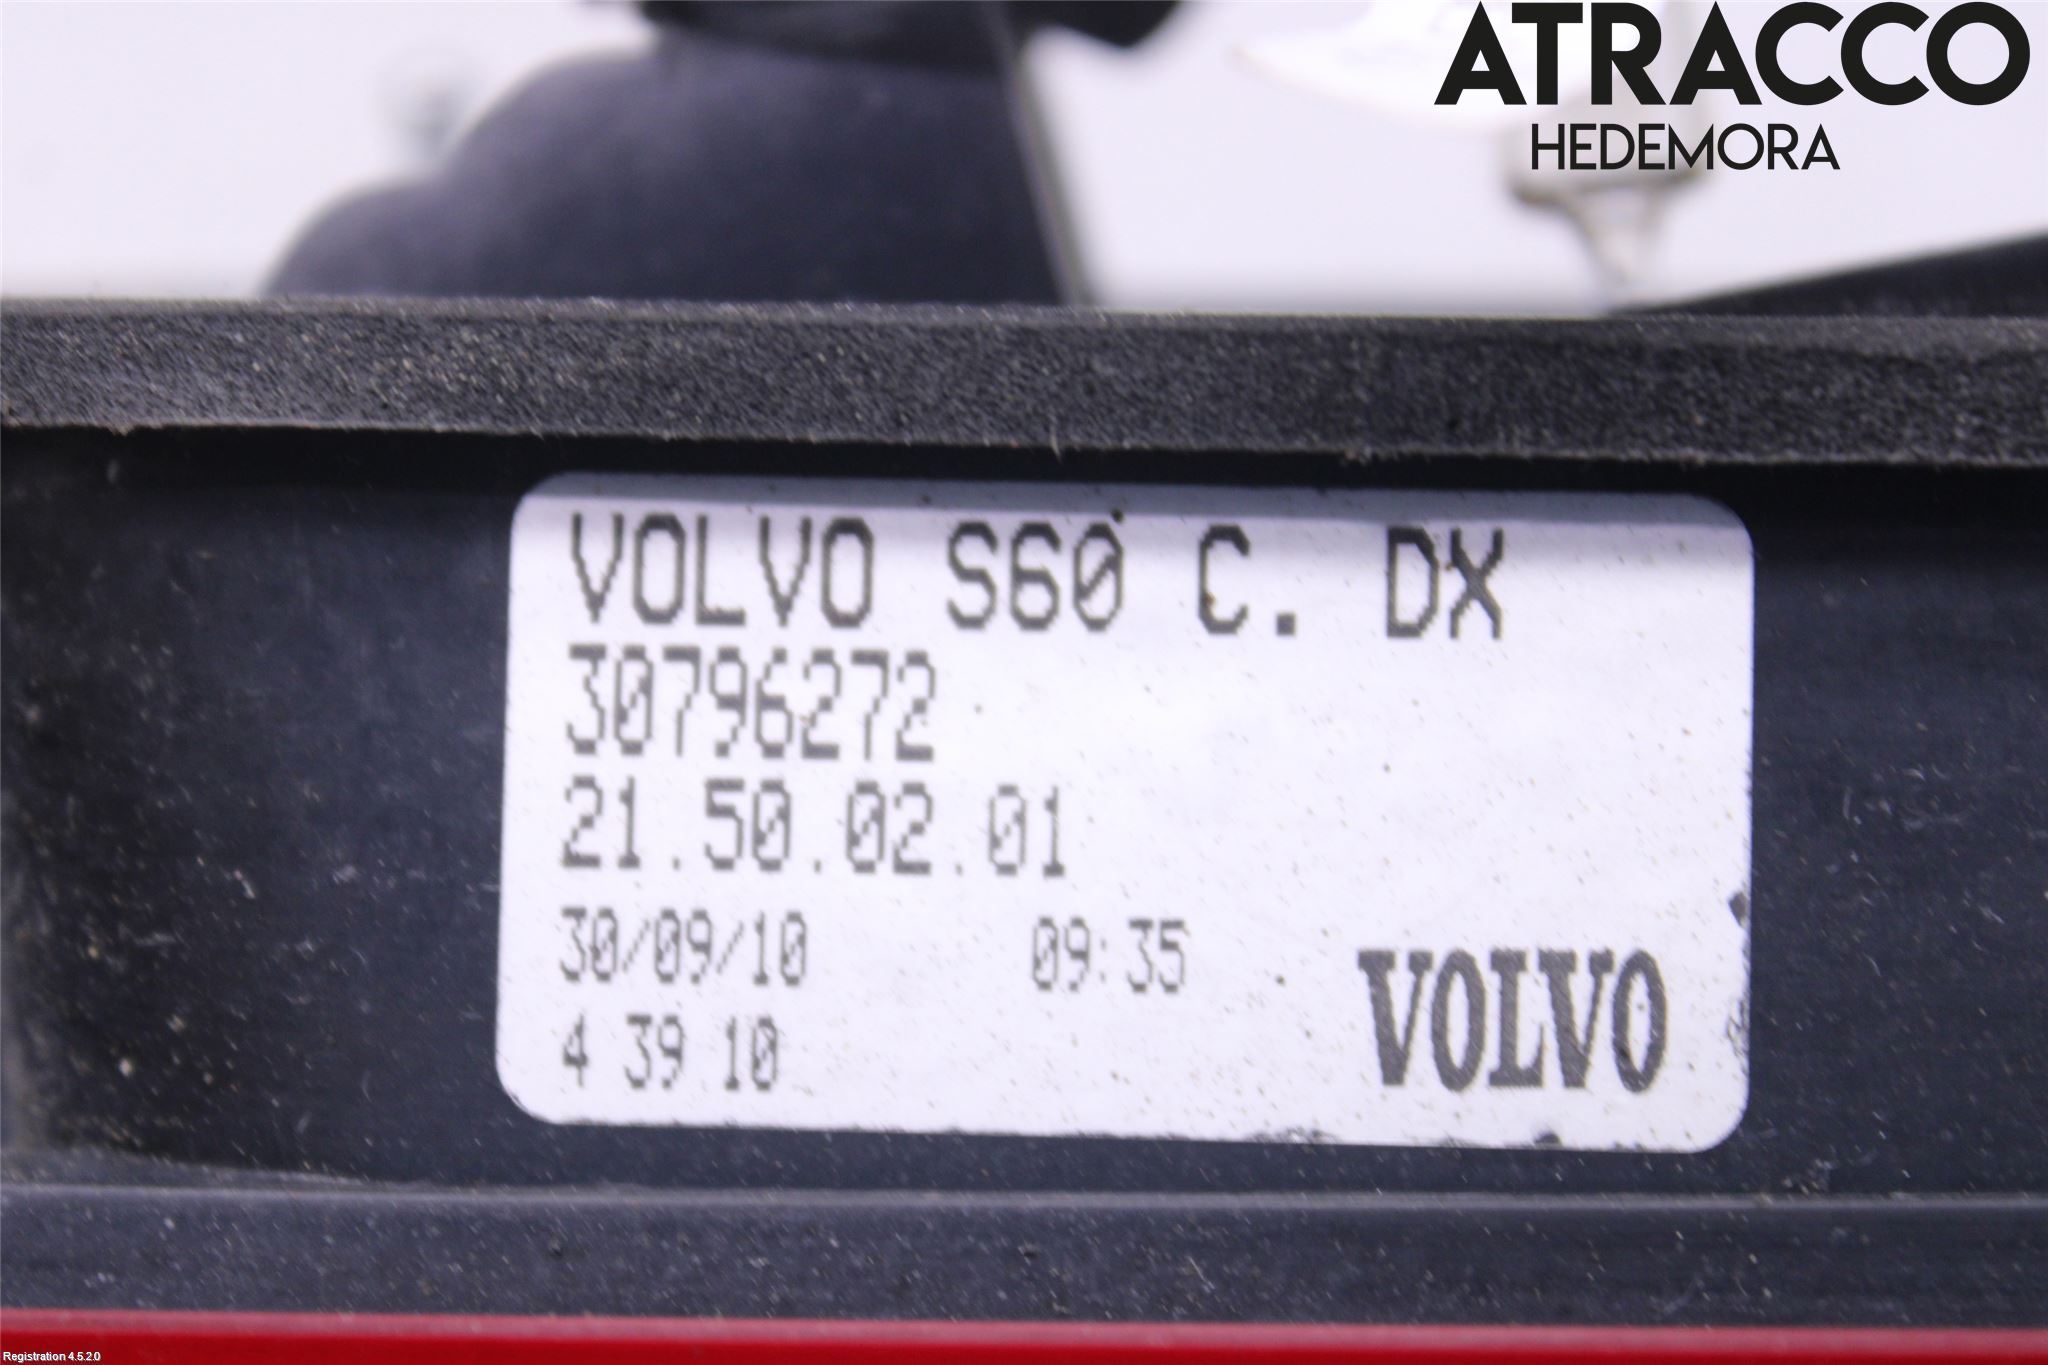 ATRACCO
HEDEMORA
VOLVO S60 C. DX
30796272
21.50.02.01
30/09/10 09:35
4 39 10
VOLVO
Registration 4.5.2.0